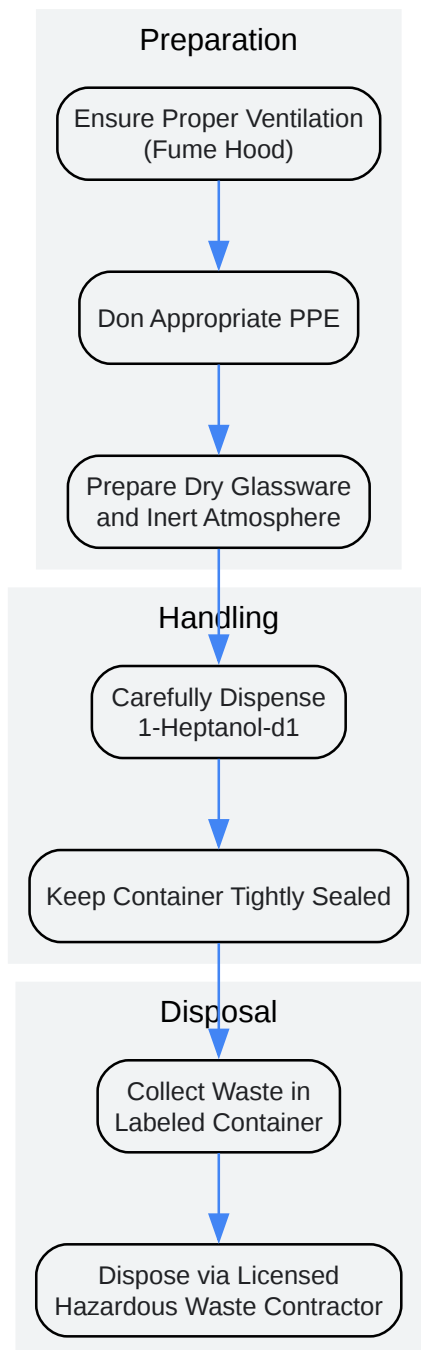 Preparation
Ensure Proper Ventilation
(Fume Hood)
Don Appropriate PPE
Prepare Dry Glassware
and Inert Atmosphere
Handling
Carefully Dispense
1-Heptanol-d1
Keep Container Tightly Sealed
Disposal
Collect Waste in
Labeled Container
Dispose via Licensed
Hazardous Waste Contractor